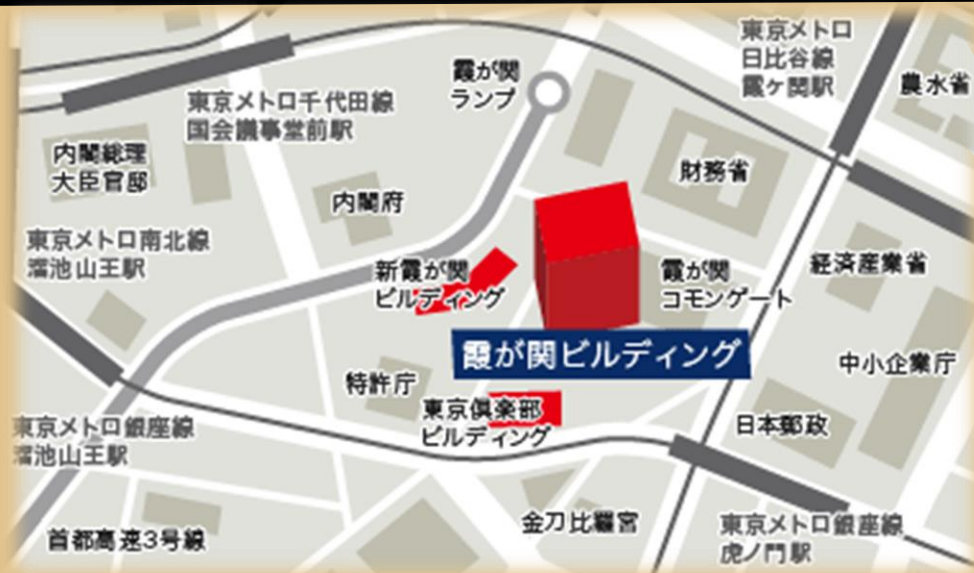 東京メトロ
日比谷線
霞ケ関駅
農水省
霞が関
ランプ
東京メトロ千代田線
国会議事堂前駅
内閣総理
大臣官邸
財務省
内閣府
東京メトロ南北線
溜池山王駅
新霞が関
ビルディング
霞が関
コモンゲート
経済産業省
霞が関ビルディング
中小企業庁
特許庁
東京倶楽部
ビルディング
日本郵政
東京メトロ銀座線
溜池山王駅
金刀比羅宮
東京メトロ銀座線
虎ノ門駅
首都高速3号線